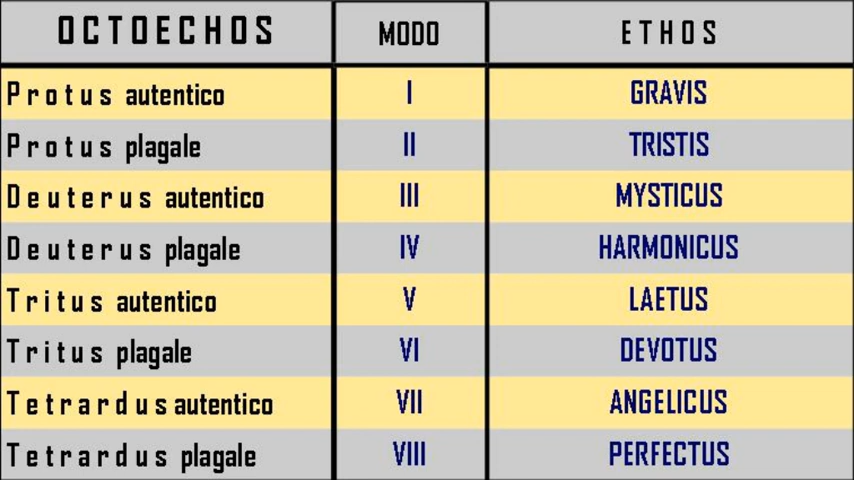 OCTOECHOS MODO ETHOS
Protus autentico I GRAVIS
Protus plagale II TRISTIS
Deuterus autentico III MYSTICUS
Deuterus plagale IV HARMONICUS
Tritus autentico V LAETUS
Tritus plagale VI DEVOTUS
Tetrardus autentico VII ANGELICUS
Tetrardus plagale VIII PERFECTUS